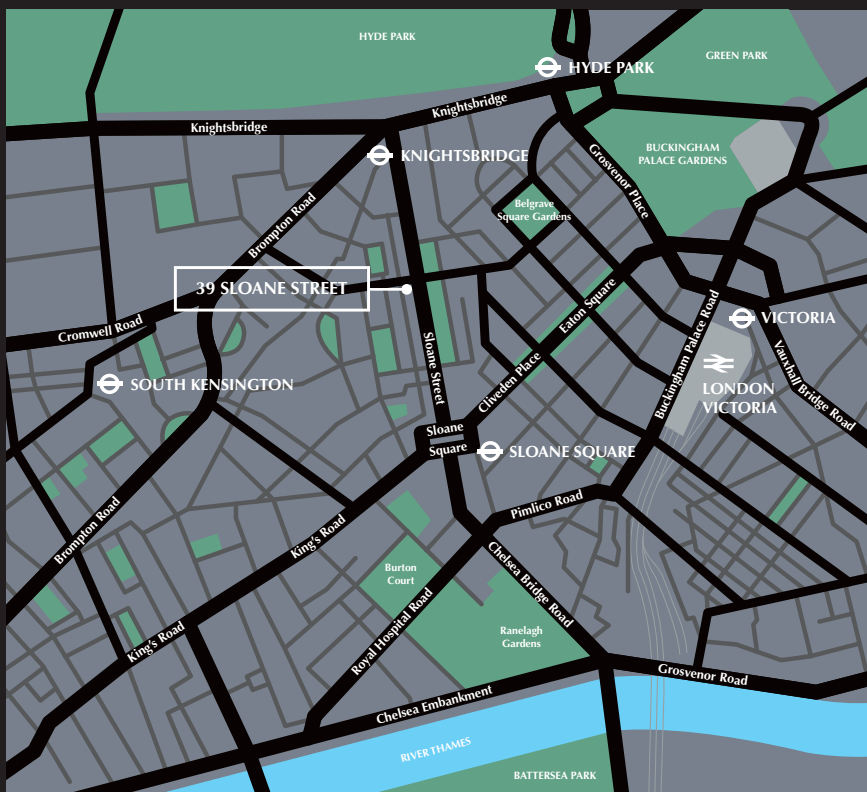 HYDE PARK
GREEN PARK
HYDE PARK
Knightsbridge
Knightsbridge
KNIGHTSBRIDGE
Grosvenor Place
BUCKINGHAM
PALACE GARDENS
Belgrave
Square Gardens
Brompton Road
39 SLOANE STREET
Eaton Square
Buckingham Palace Road
VICTORIA
Cromwell Road
Sloane Street
Cliveden Place
Vauxhall Bridge Road
SOUTH KENSINGTON
LONDON
VICTORIA
Sloane
Square
SLOANE SQUARE
Pimlico Road
Brompton Road
King's Road
Chelsea Bridge Road
Burton
Court
Royal Hospital Road
Ranelagh
Gardens
King's Road
Grosvenor Road
Chelsea Embankment
RIVER THAMES
BATTERSEA PARK